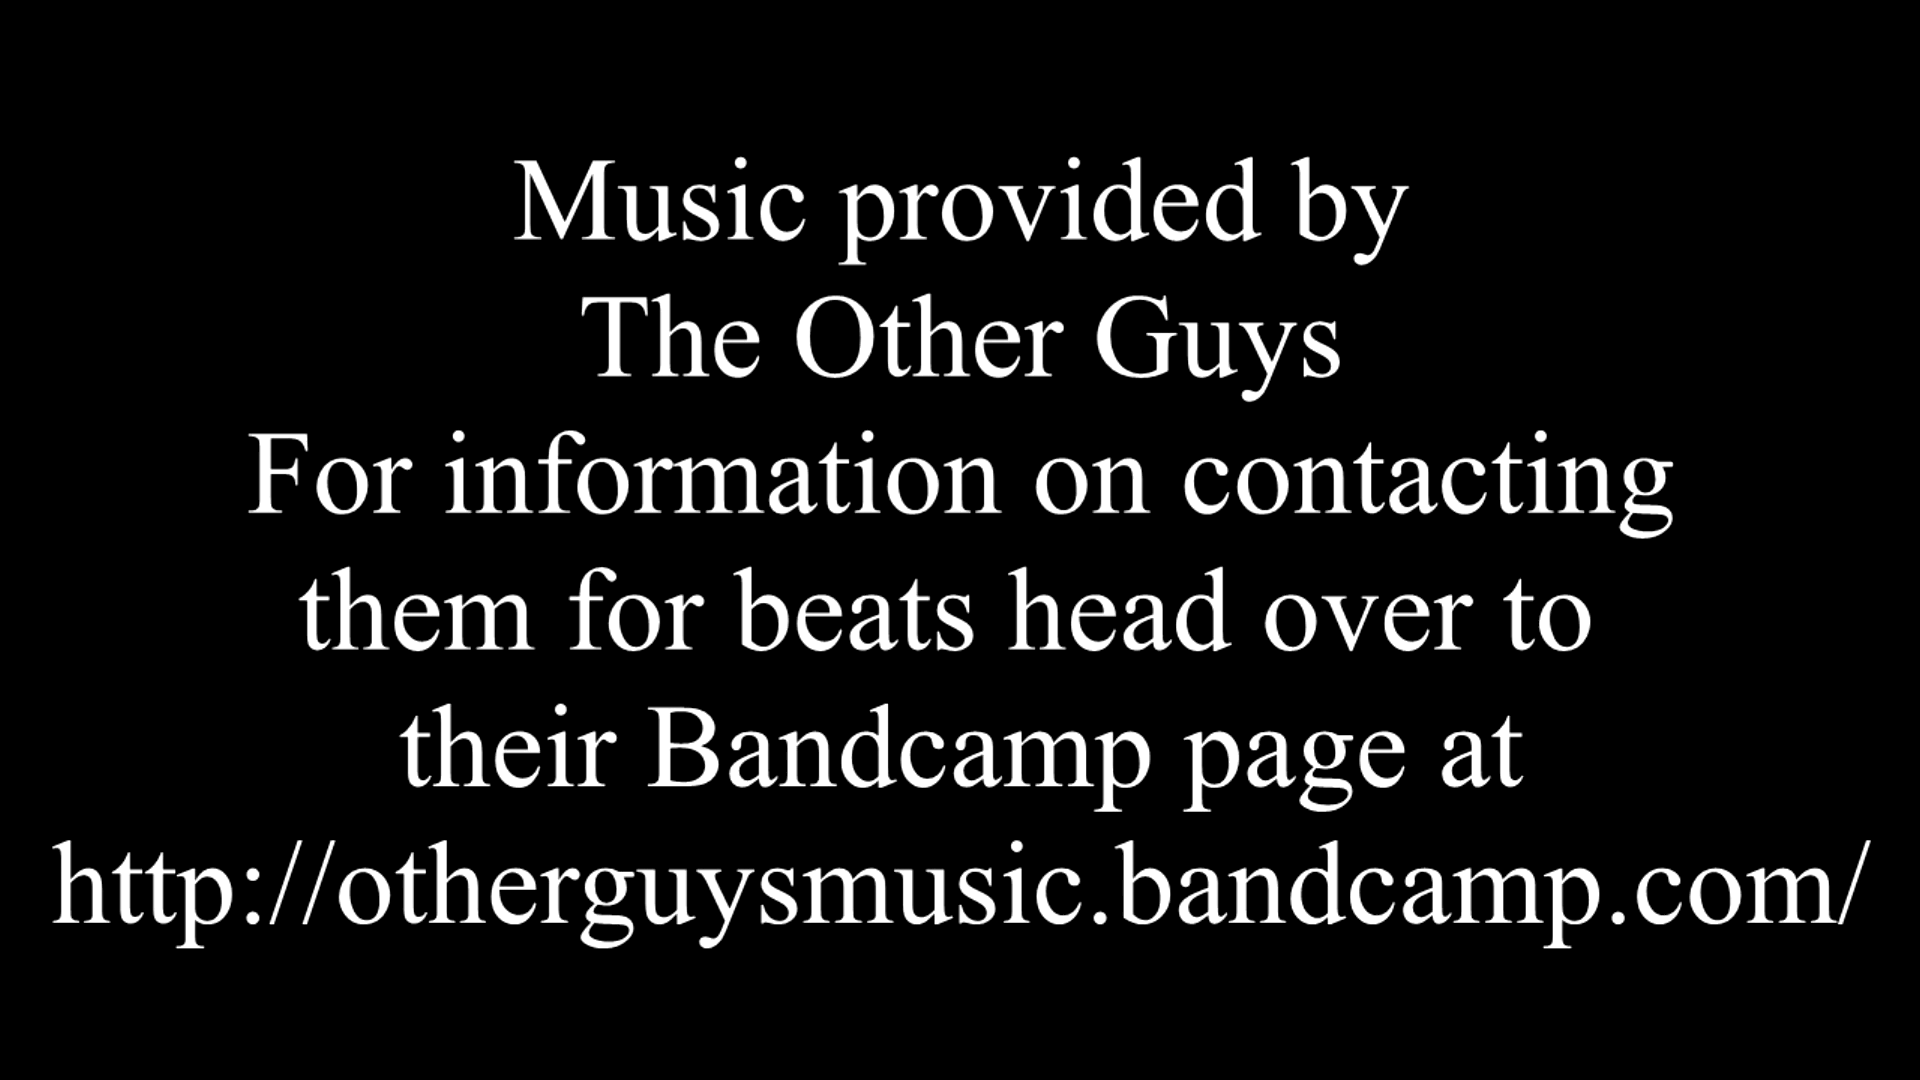 Music provided by
The Other Guys
For information on contacting
them for beats head over to
their Bandcamp page at
http://otherguysmusic.bandcamp.com/